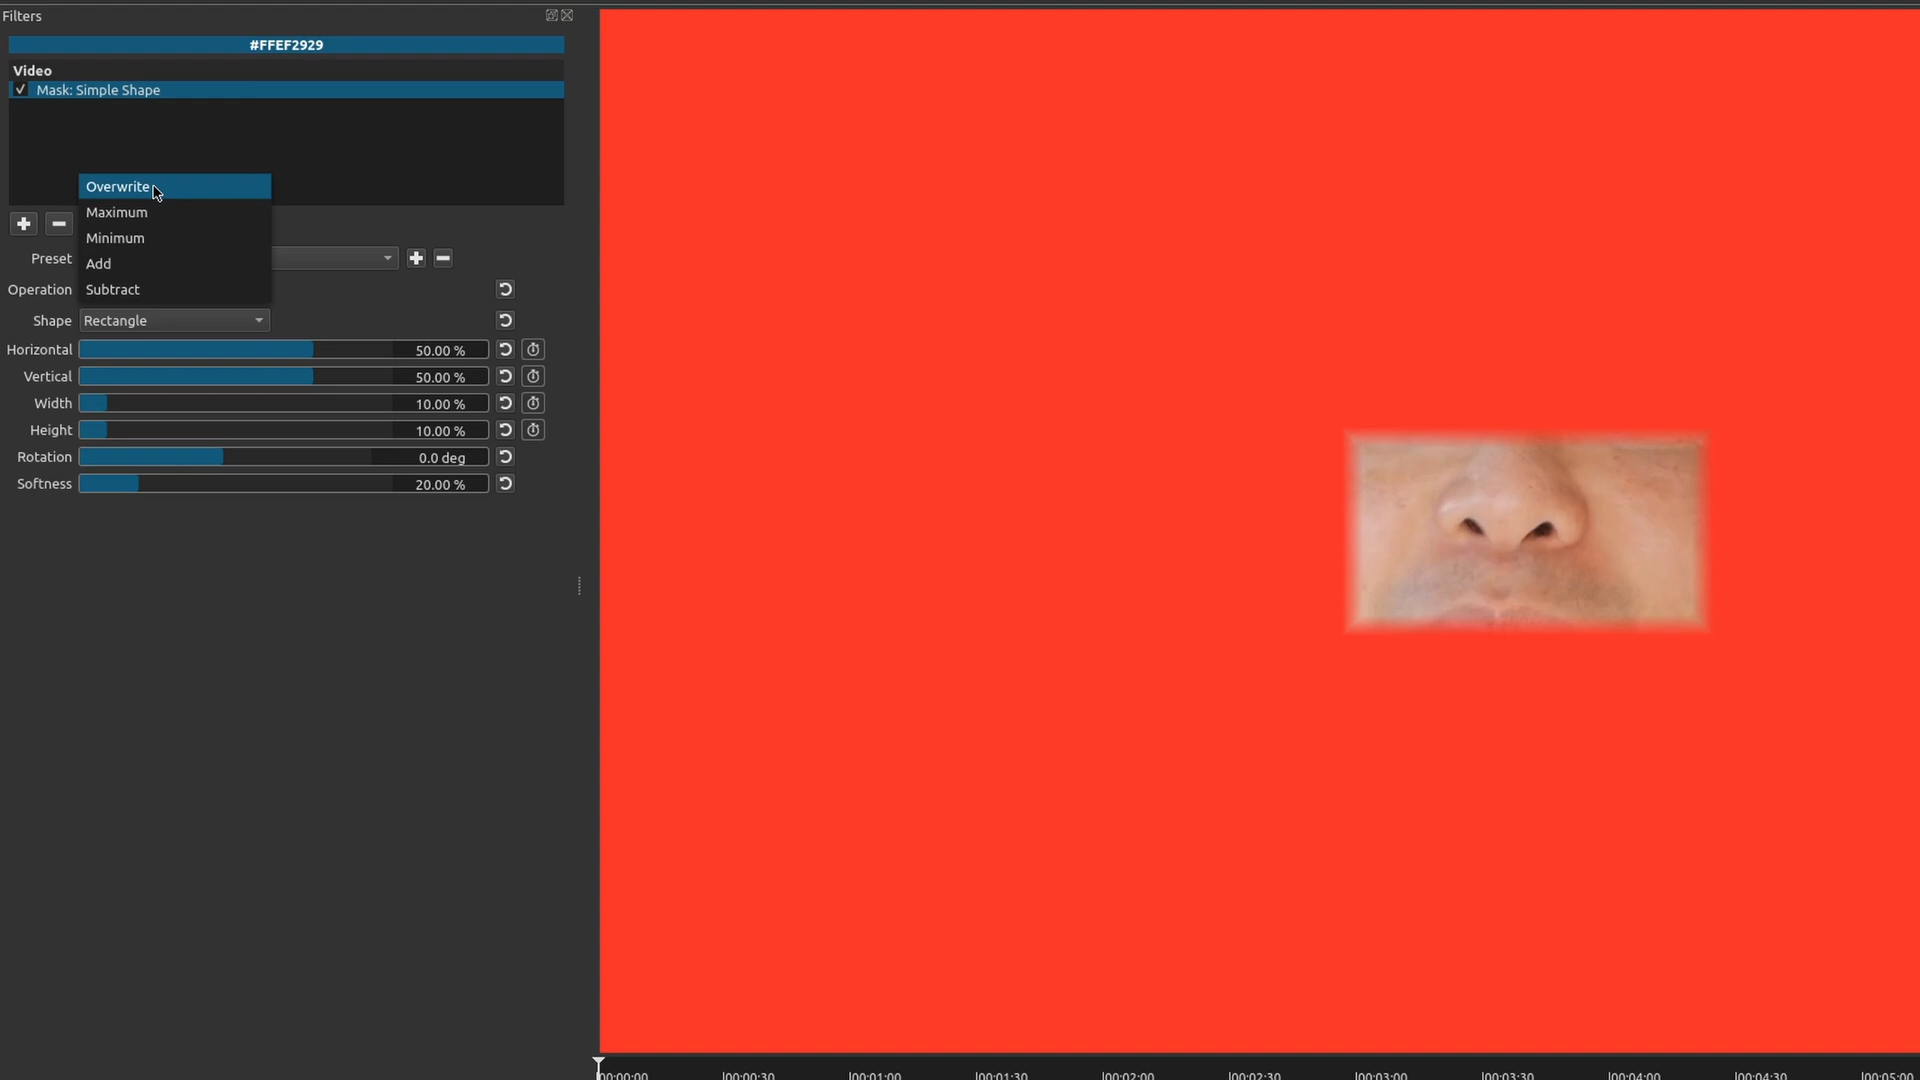 Filters
#FFEF2929
Video
Mask: Simple Shape
Overwrite
Maximum
Minimum
Add
Subtract
Preset
Operation
Shape Rectangle
Horizontal 50.00 %
Vertical 50.00 %
Width 10.00 %
Height 10.00 %
Rotation 0.0 deg
Softness 20.00 %
00:00:00 00:00:30 00:01:00 00:01:30 00:02:00 00:02:30 00:03:00 00:03:30 00:04:00 00:04:30 00:05:00